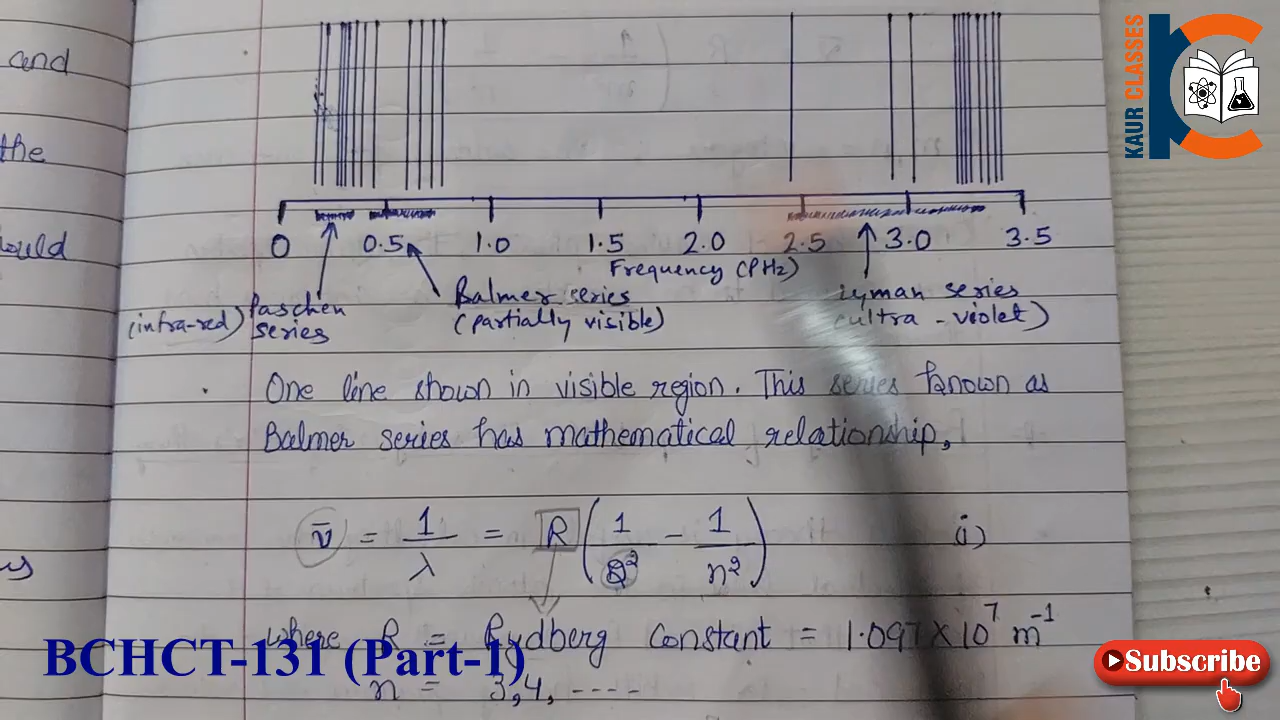 and
the
ould
KAUR CLASSES
0 0.5 1.0 1.5 2.0 2.5 3.0 3.5
Frequency (PHz)
(infra-red) Paschen series
Balmer series
(partially visible)
Lyman series
(ultra-violet)
One line shown in visible region. This series known as
Balmer series has mathematical relationship,
ν̄ = 1/λ = R (1/2² - 1/n²) (i)
where R = Rydberg constant = 1.097 × 10⁷ m⁻¹
n = 3,4, ----
BCHCT-131 (Part-1)
Subscribe